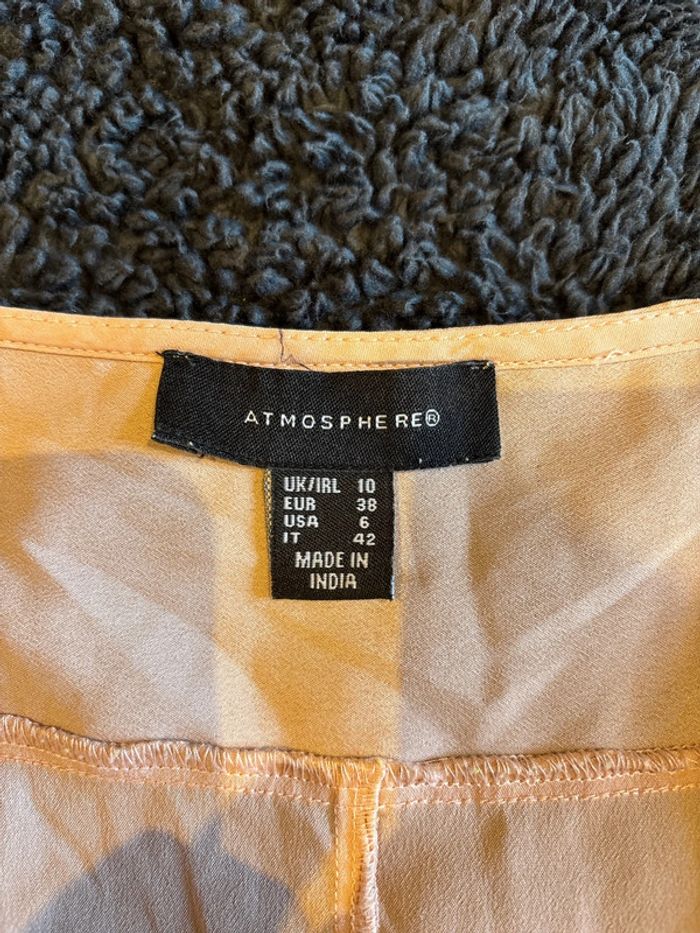 ATMOSPHERE®
UK/IRL 10
EUR 38
USA 6
IT 42
MADE IN
INDIA